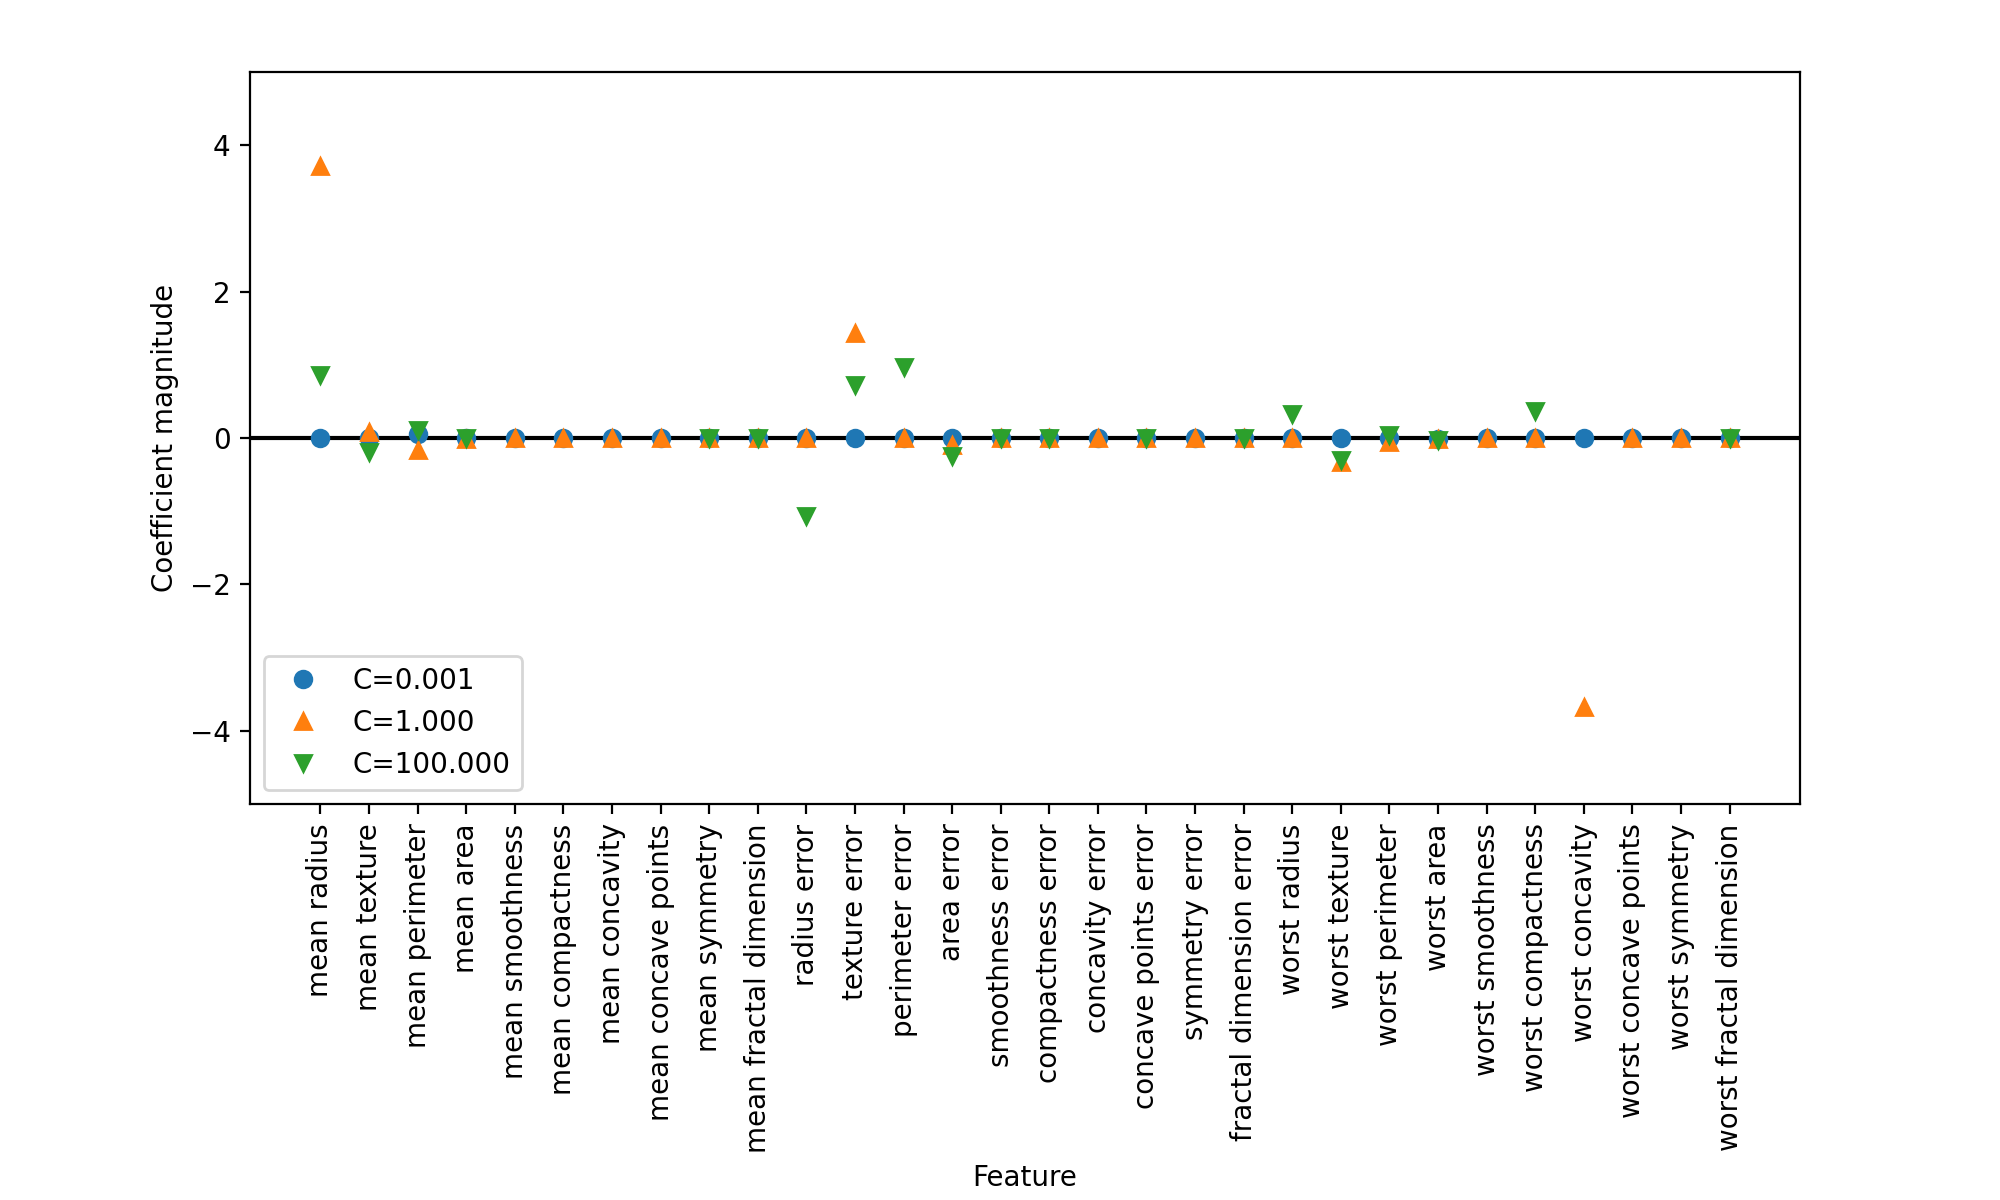 4
2
0
−2
−4
Coefficient magnitude
C=0.001
C=1.000
C=100.000
mean radius
mean texture
mean perimeter
mean area
mean smoothness
mean compactness
mean concavity
mean concave points
mean symmetry
mean fractal dimension
radius error
texture error
perimeter error
area error
smoothness error
compactness error
concavity error
concave points error
symmetry error
fractal dimension error
worst radius
worst texture
worst perimeter
worst area
worst smoothness
worst compactness
worst concavity
worst concave points
worst symmetry
worst fractal dimension
Feature